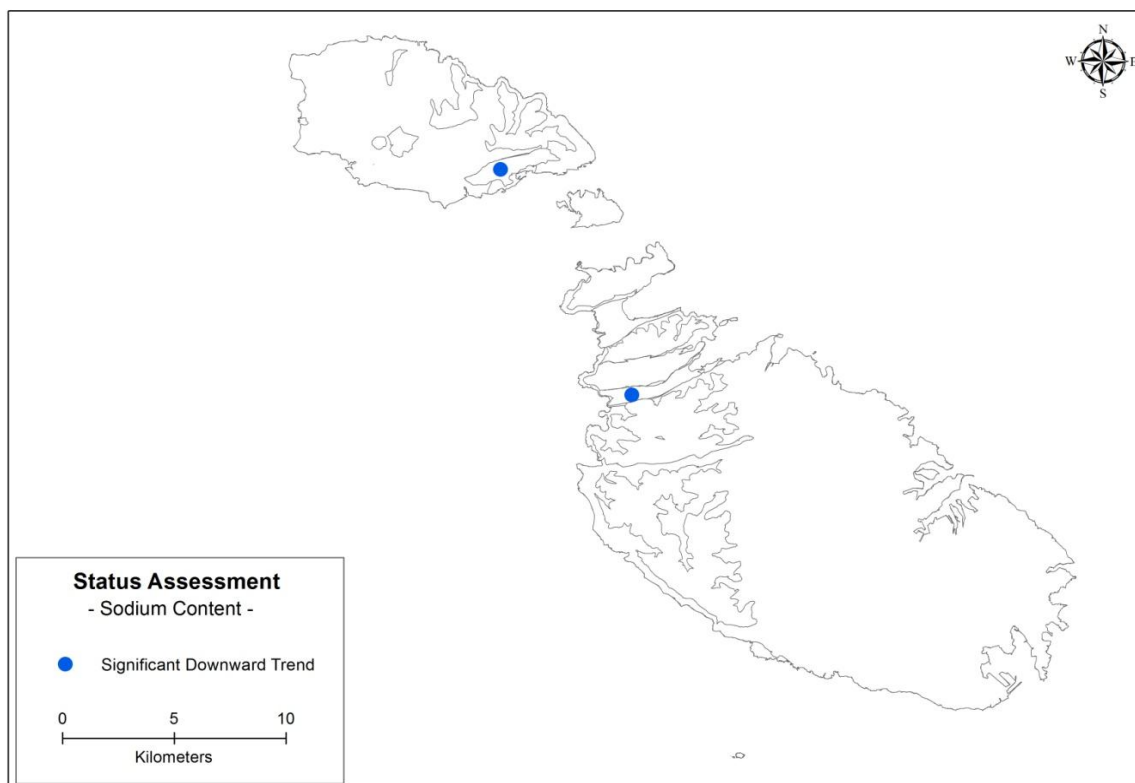 N
W E
S
Status Assessment
- Sodium Content -
Significant Downward Trend
0 5 10
Kilometers